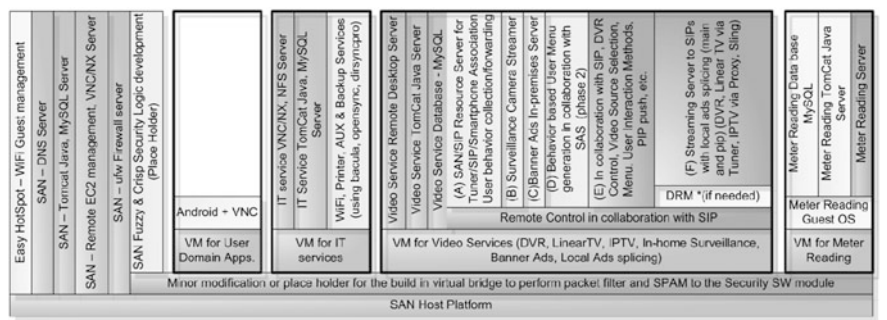 Easy HotSpot – WiFi Guest management
SAN – DNS Server
SAN – Tomcat Java, MySQL Server
SAN – Remote EC2 management, VNC/NX Server
SAN – ufw Firewall server
SAN Fuzzy & Crisp Security Logic development
(Place Holder)
Android + VNC
VM for User
Domain Apps.
IT service VNC/NX, NFS Server
IT Service TomCat Java, MySQL
Server
WiFi, Printer, AUX & Backup Services
(using bacula, opensync, dirsyncpro)
VM for IT
services
Video Service Remote Desktop Server
Video Service TomCat Java Server
Video Service Database - MySQL
(A) SAN/SIP Resource Server for
Tuner/SIP/Smartphone Association
User behavior collection/forwarding
(B) Surveillance Camera Streamer
(C)Banner Ads In-premises Server
(D) Behavior based User Menu
generation in collaboration with
SAS (phase 2)
(E) In collaboration with SIP, DVR
Control, Video Source Selection,
Menu, User Interaction Methods,
PIP push, etc.
(F) Streaming Server to SIPs
with local ads splicing (main
and pip) (DVR, Linear TV via
Tuner, IPTV via Proxy, Sling)
DRM *(if needed)
Remote Control in collaboration with SIP
VM for Video Services (DVR, LinearTV, IPTV, In-home Surveillance,
Banner Ads, Local Ads splicing)
Meter Reading Data base
MySQL
Meter Reading TomCat Java
Server
Meter Reading Server
Meter Reading
Guest OS
VM for Meter
Reading
Minor modification or place holder for the build in virtual bridge to perform packet filter and SPAM to the Security SW module
SAN Host Platform